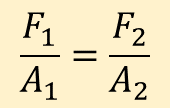 F₁/A₁ = F₂/A₂